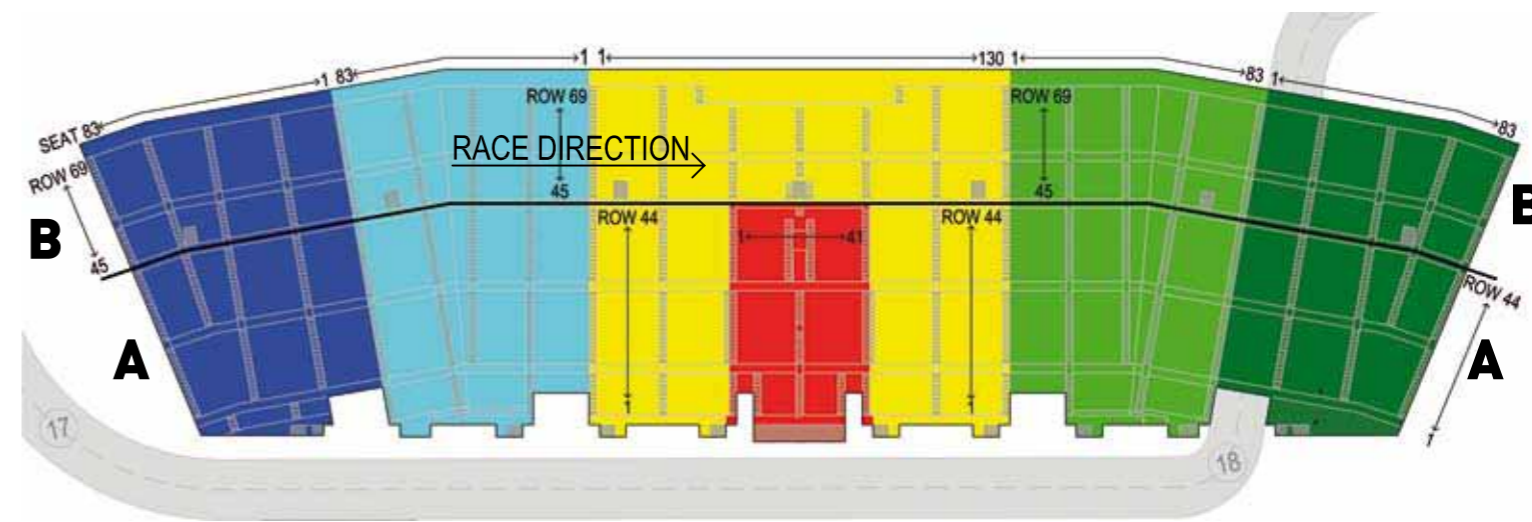 1 83 1 1 130 1 83 1 83
SEAT 83
ROW 69
ROW 69
ROW 69
RACE DIRECTION
45
45
45
B
B
ROW 44
ROW 44
1 41
ROW 44
A
A
1
1
1
17
18